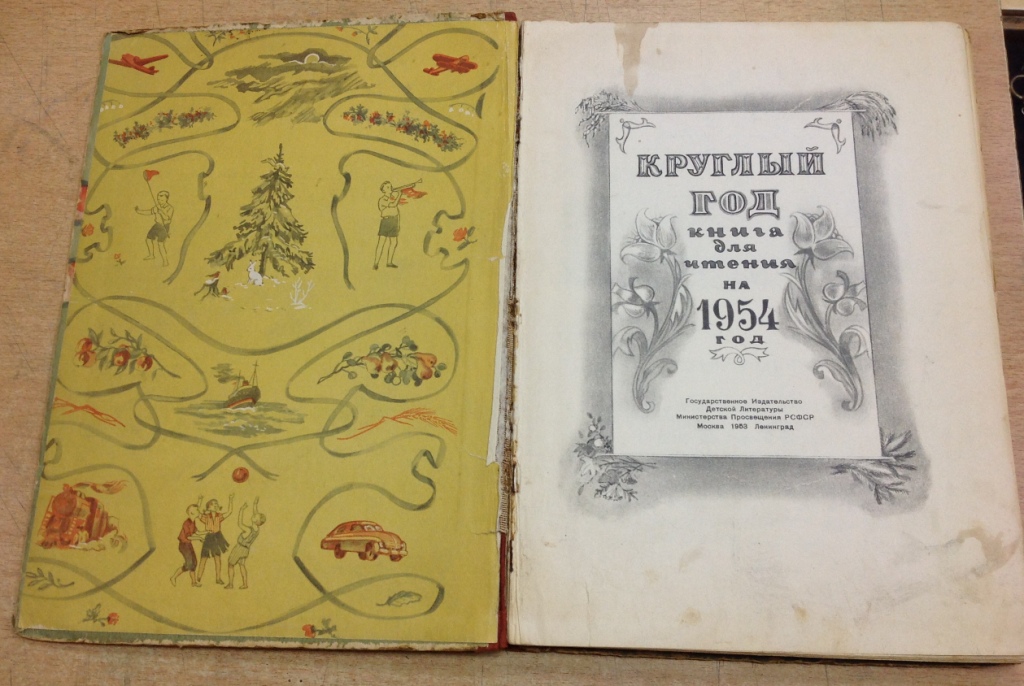 КРУГЛЫЙ
ГОД
книга
для
чтения
на
1954
год
Государственное Издательство
Детской Литературы
Министерства Просвещения РСФСР
Москва 1953 Ленинград